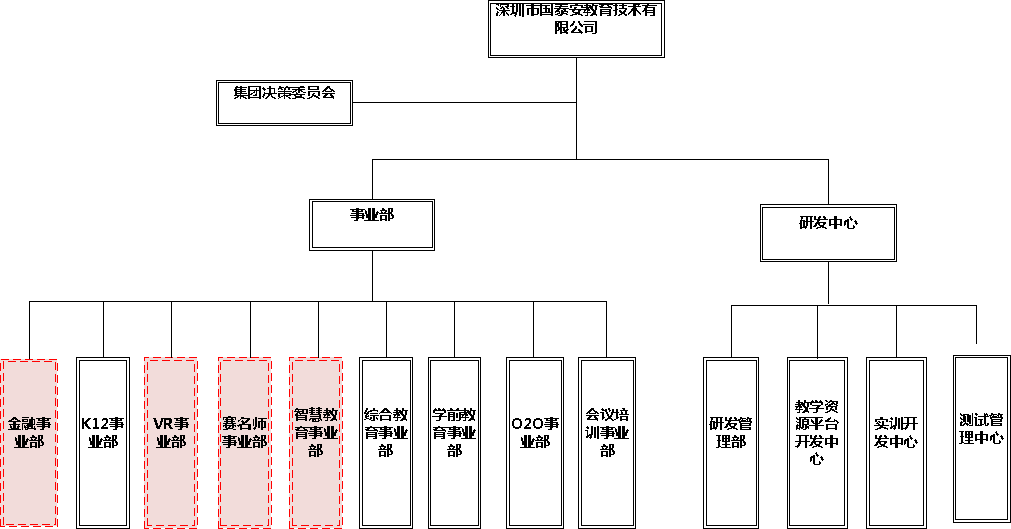 深圳市国泰安教育技术有
限公司
集团决策委员会
事业部
研发中心
金融事
业部
K12事
业部
VR事
业部
赛名师
事业部
智慧教
育事业
部
综合教
育事业
部
学前教
育事业
部
O2O事
业部
会议培
训事业
部
研发管
理部
教学资
源平台
开发中
心
实训开
发中心
测试管
理中心